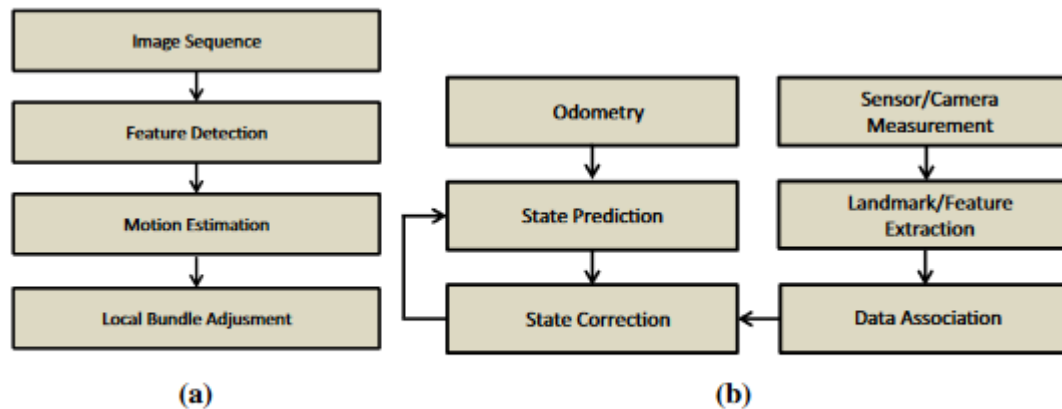 Image Sequence
Feature Detection
Motion Estimation
Local Bundle Adjusment
(a)
Odometry
State Prediction
State Correction
Sensor/Camera
Measurement
Landmark/Feature
Extraction
Data Association
(b)